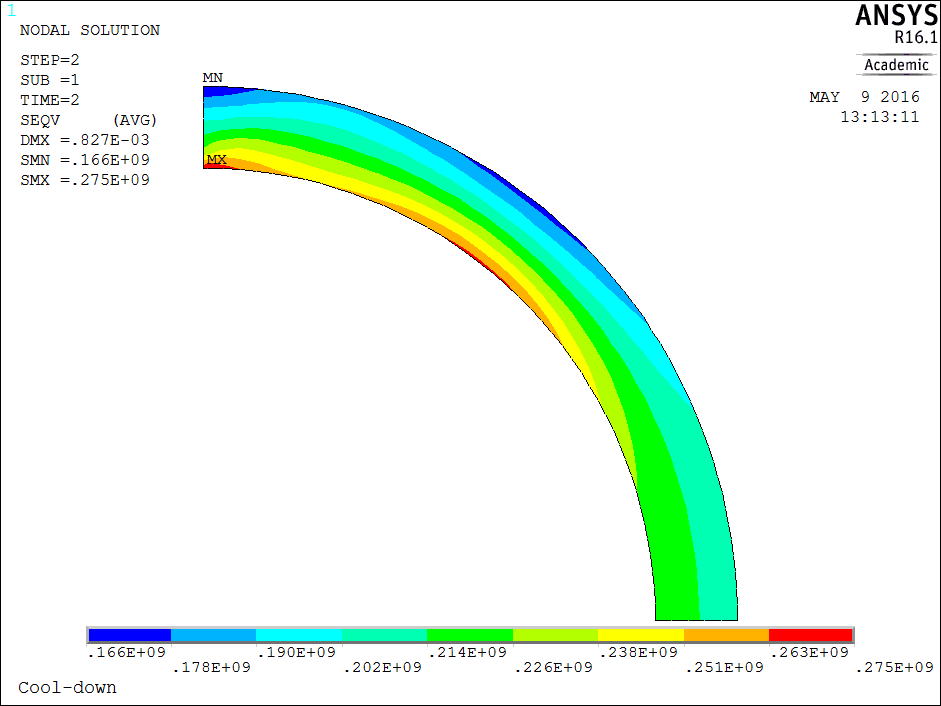 1
ANSYS
R16.1
Academic
NODAL SOLUTION
STEP=2
SUB =1
TIME=2
SEQV (AVG)
DMX =.827E-03
SMN =.166E+09
SMX =.275E+09
MAY 9 2016
13:13:11
MN
MX
.166E+09 .190E+09 .214E+09 .238E+09 .263E+09
.178E+09 .202E+09 .226E+09 .251E+09 .275E+09
Cool-down